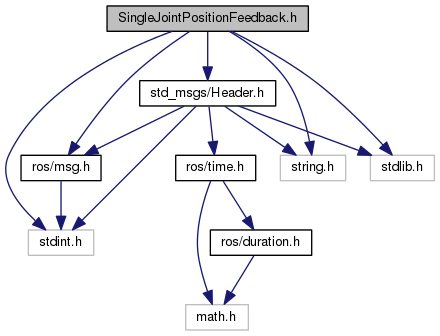 SingleJointPositionFeedback.h
std_msgs/Header.h
ros/msg.h
ros/time.h
string.h
stdlib.h
stdint.h
ros/duration.h
math.h